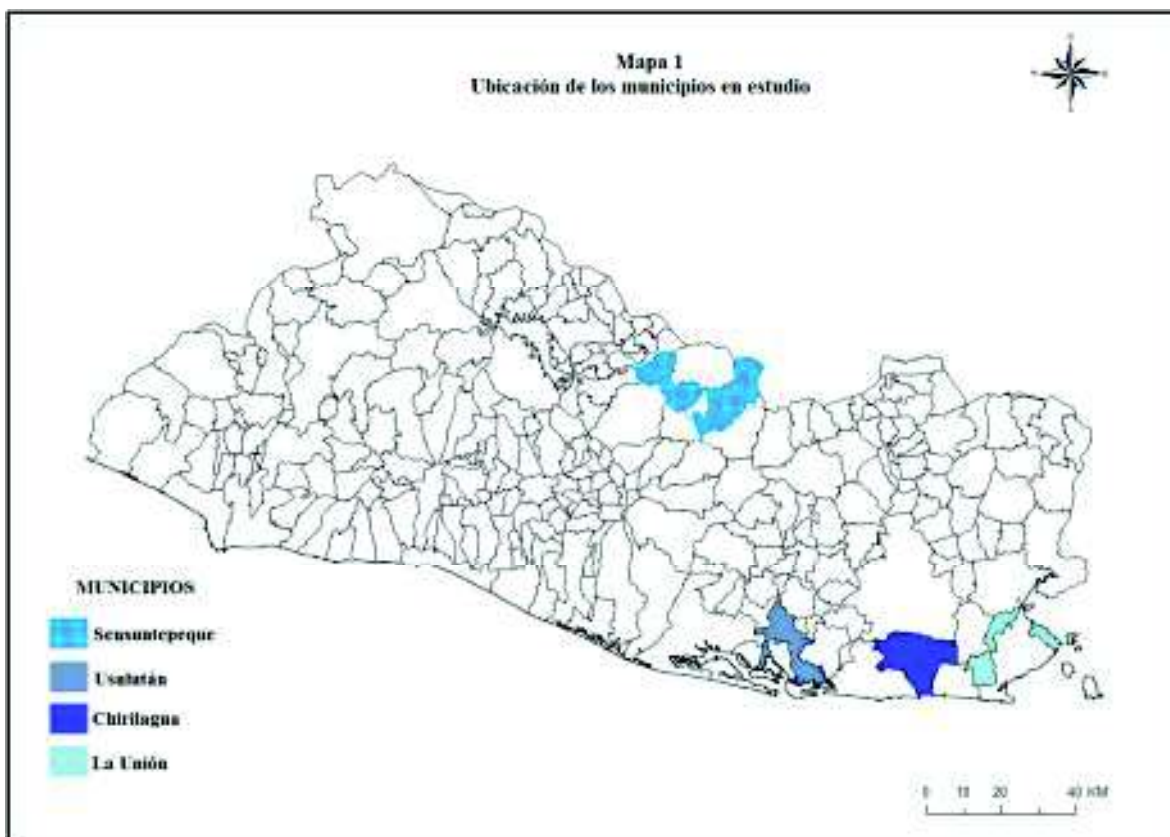 Mapa 1
Ubicación de los municipios en estudio
MUNICIPIOS
Sensuntepeque
Usulután
Chirilagua
La Unión
0 10 20 40 KM